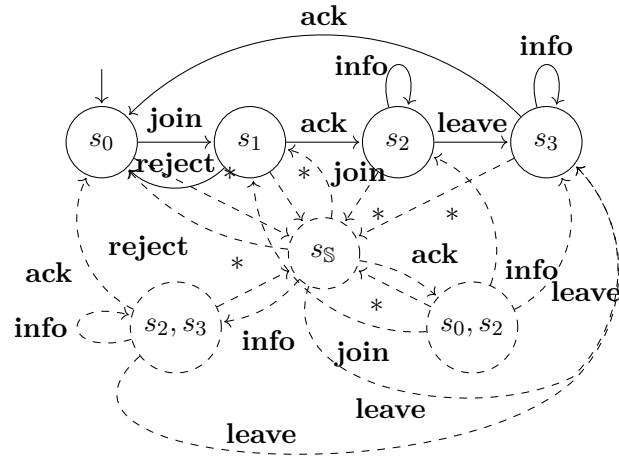 ack
info
info
join
ack
leave
s₀
s₁
s₂
s₃
reject
*
*
join
*
*
s_𝕊
reject
*
ack
ack
info
leave
info
s₂, s₃
*
s₀, s₂
info
join
leave
leave